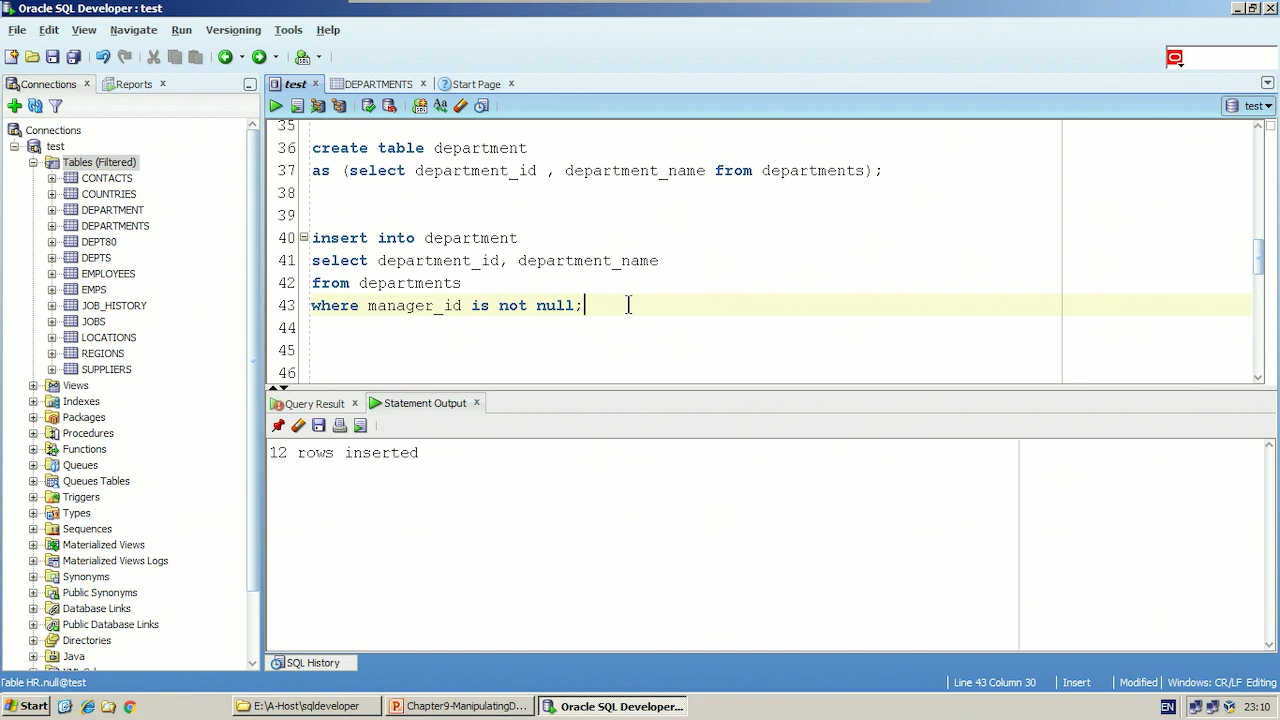 Oracle SQL Developer : test
File Edit View Navigate Run Versioning Tools Help
Connections Reports
test DEPARTMENTS Start Page
test
Connections
test
Tables (Filtered)
CONTACTS
COUNTRIES
DEPARTMENT
DEPARTMENTS
DEPT80
DEPTS
EMPLOYEES
EMPS
JOB_HISTORY
JOBS
LOCATIONS
REGIONS
SUPPLIERS
Views
Indexes
Packages
Procedures
Functions
Queues
Queues Tables
Triggers
Types
Sequences
Materialized Views
Materialized Views Logs
Synonyms
Public Synonyms
Database Links
Public Database Links
Directories
Java
35
36 create table department
37 as (select department_id , department_name from departments);
38
39
40 insert into department
41 select department_id, department_name
42 from departments
43 where manager_id is not null;
44
45
46
Query Result Statement Output
12 rows inserted
SQL History
Table HR.null@test
Line 43 Column 30 Insert Modified Windows: CR/LF Editing
Start E:\A-Host\sqldeveloper Chapter9-ManipulatingD... Oracle SQL Developer... EN 23:10